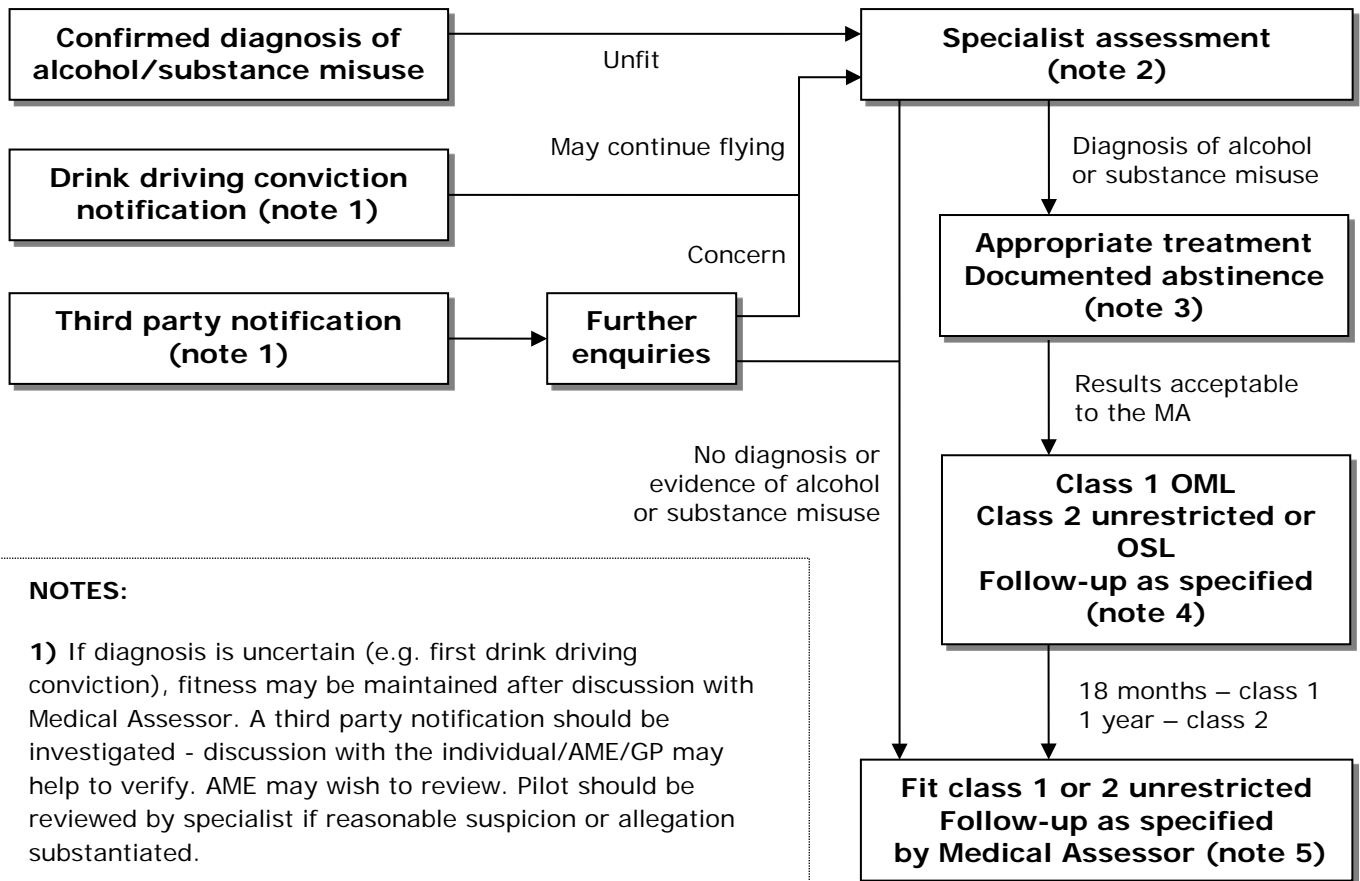 Confirmed diagnosis of
alcohol/substance misuse
Unfit
Specialist assessment
(note 2)
May continue flying
Drink driving conviction
notification (note 1)
Diagnosis of alcohol
or substance misuse
Concern
Third party notification
(note 1)
Further
enquiries
Appropriate treatment
Documented abstinence
(note 3)
Results acceptable
to the MA
No diagnosis or
evidence of alcohol
or substance misuse
Class 1 OML
Class 2 unrestricted or
OSL
Follow-up as specified
(note 4)
18 months – class 1
1 year – class 2
Fit class 1 or 2 unrestricted
Follow-up as specified
by Medical Assessor (note 5)
NOTES:
1) If diagnosis is uncertain (e.g. first drink driving
conviction), fitness may be maintained after discussion with
Medical Assessor. A third party notification should be
investigated - discussion with the individual/AME/GP may
help to verify. AME may wish to review. Pilot should be
reviewed by specialist if reasonable suspicion or allegation
substantiated.